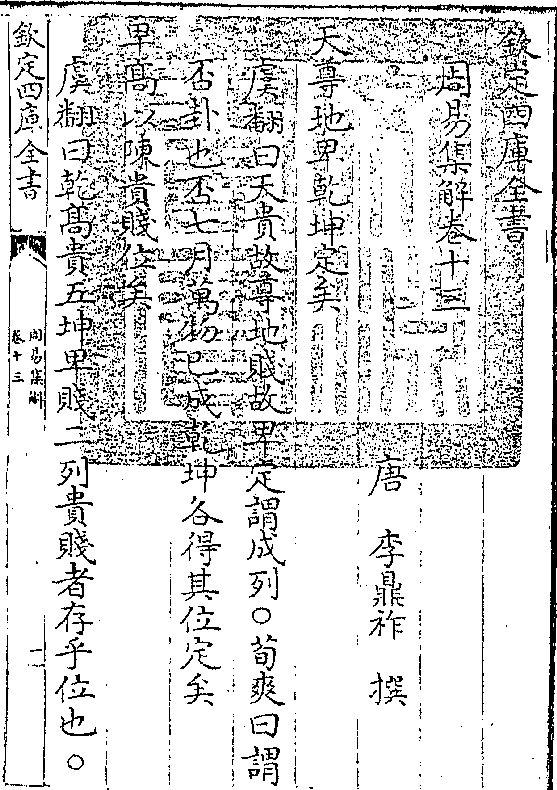 欽定四庫全書
周易集解卷十三
唐　李鼎祚　撰
天尊地卑乾坤定矣
虞翻曰天貴故尊地賤故卑定謂成列○荀爽曰謂
否卦也否七月萬物已成乾坤各得其位定矣
卑髙以陳貴賤位矣
虞翻曰乾髙貴五坤卑賤二列貴賤者存乎位也○
欽定四庫全書
周易集解
卷十三
一